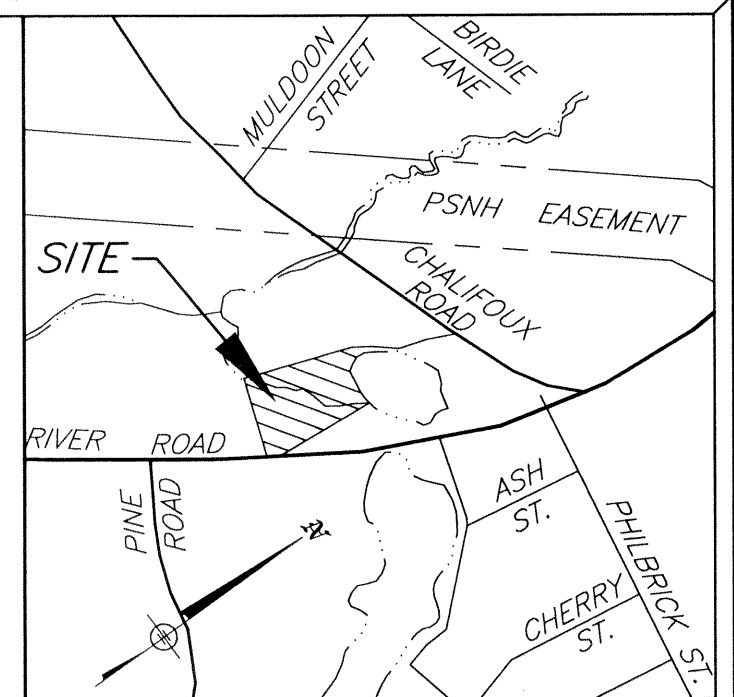 MULDOON
STREET
BIRDIE
LANE
PSNH EASEMENT
SITE
CHALIFOUX
ROAD
RIVER ROAD
PINE
ROAD
N
ASH
ST.
PHILBRICK ST.
CHERRY
ST.